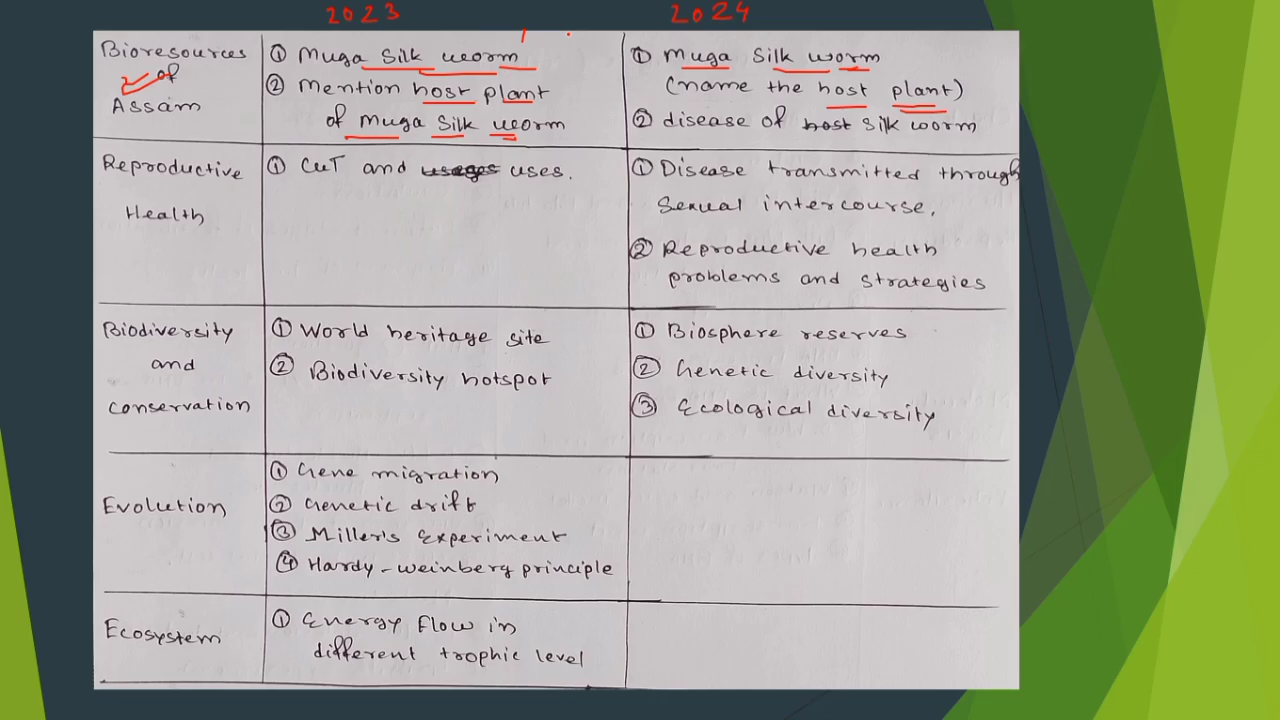 2023
2024
Bioresources
of
Assam
① Muga Silk worm
② Mention host plant
of Muga Silk worm
① Muga Silk worm
(name the host plant)
② disease of host silk worm
Reproductive
Health
① CuT and usages uses.
① Disease transmitted through
Sexual intercourse.
② Reproductive health
problems and strategies
Biodiversity
and
conservation
① World heritage site
② Biodiversity hotspot
① Biosphere reserves
② Genetic diversity
③ Ecological diversity
Evolution
① Gene migration
② Genetic drift
③ Miller's Experiment
④ Hardy-weinberg principle
Ecosystem
① Energy Flow in
different trophic level